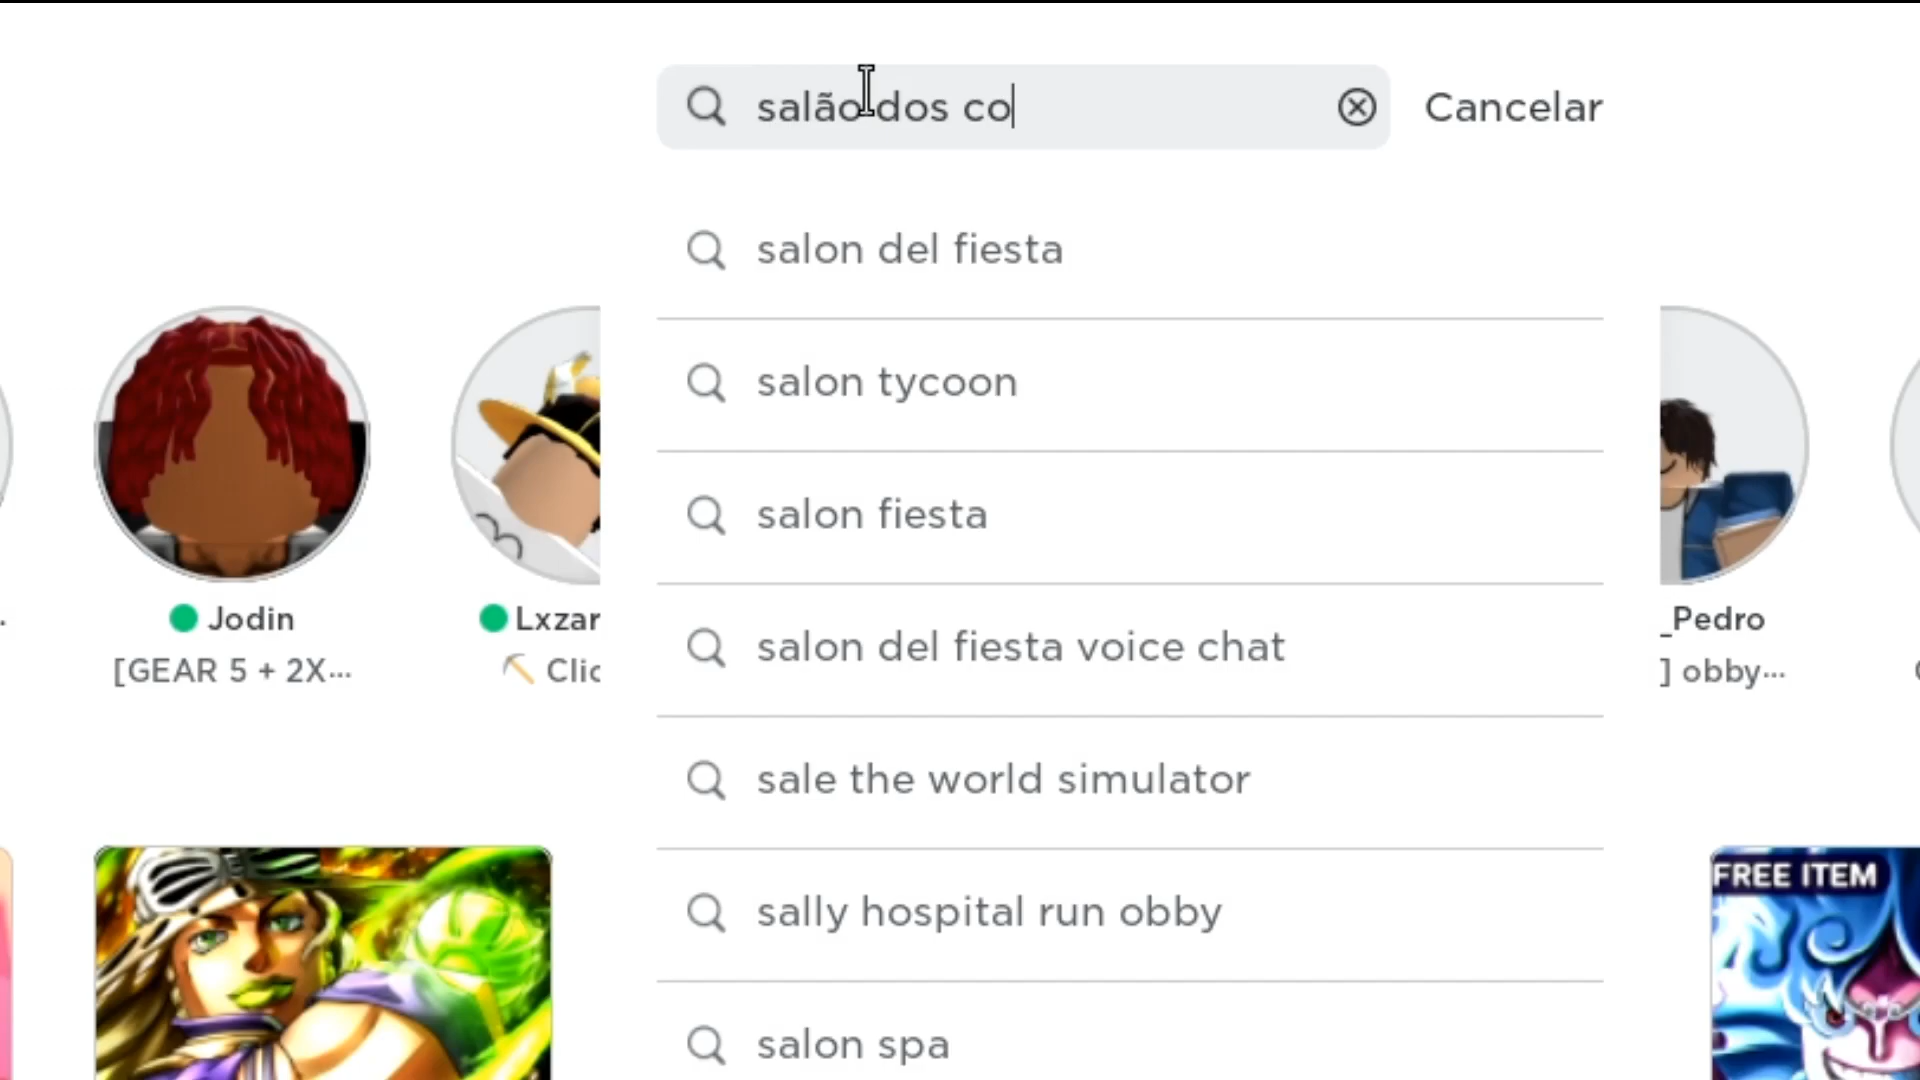 salão dos co
Cancelar
salon del fiesta
salon tycoon
salon fiesta
salon del fiesta voice chat
sale the world simulator
sally hospital run obby
salon spa
Jodin
[GEAR 5 + 2X...
Lxzar
Clic
_Pedro
] obby...
FREE ITEM